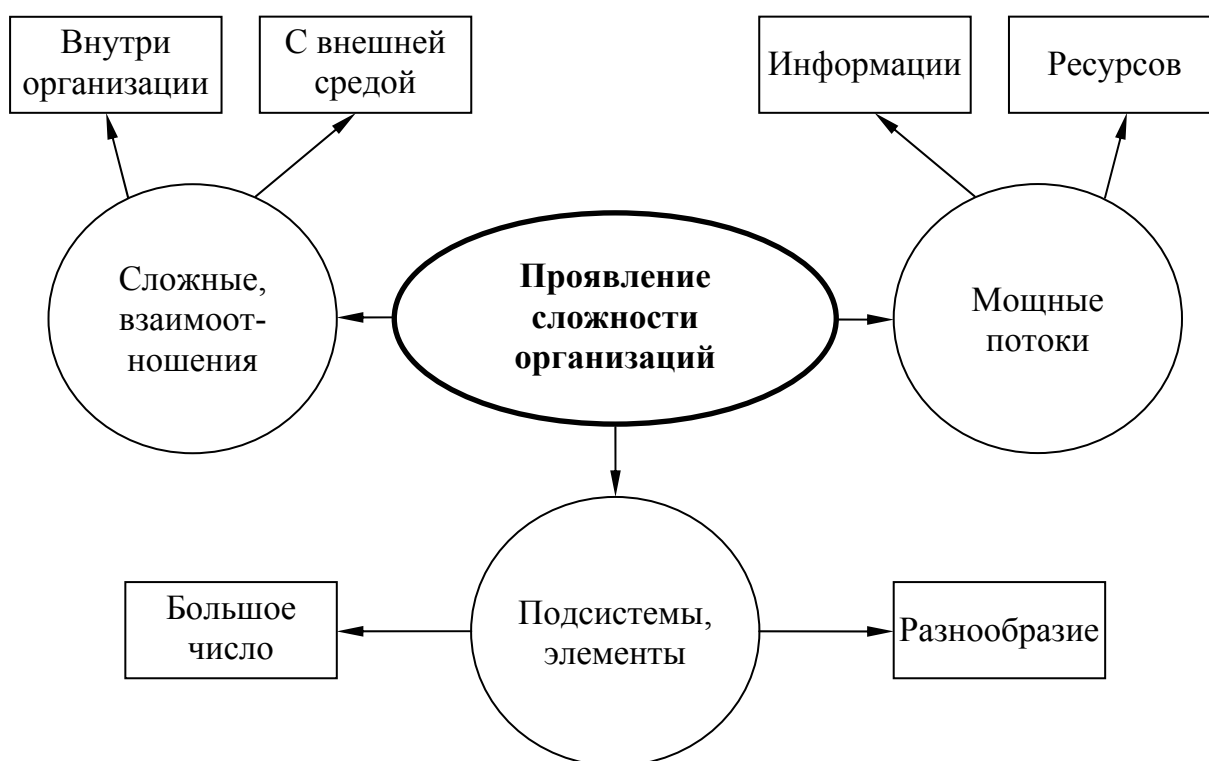 Внутри
организации
С внешней
средой
Информации
Ресурсов
Сложные,
взаимоот-
ношения
Проявление
сложности
организаций
Мощные
потоки
Большое
число
Подсистемы,
элементы
Разнообразие